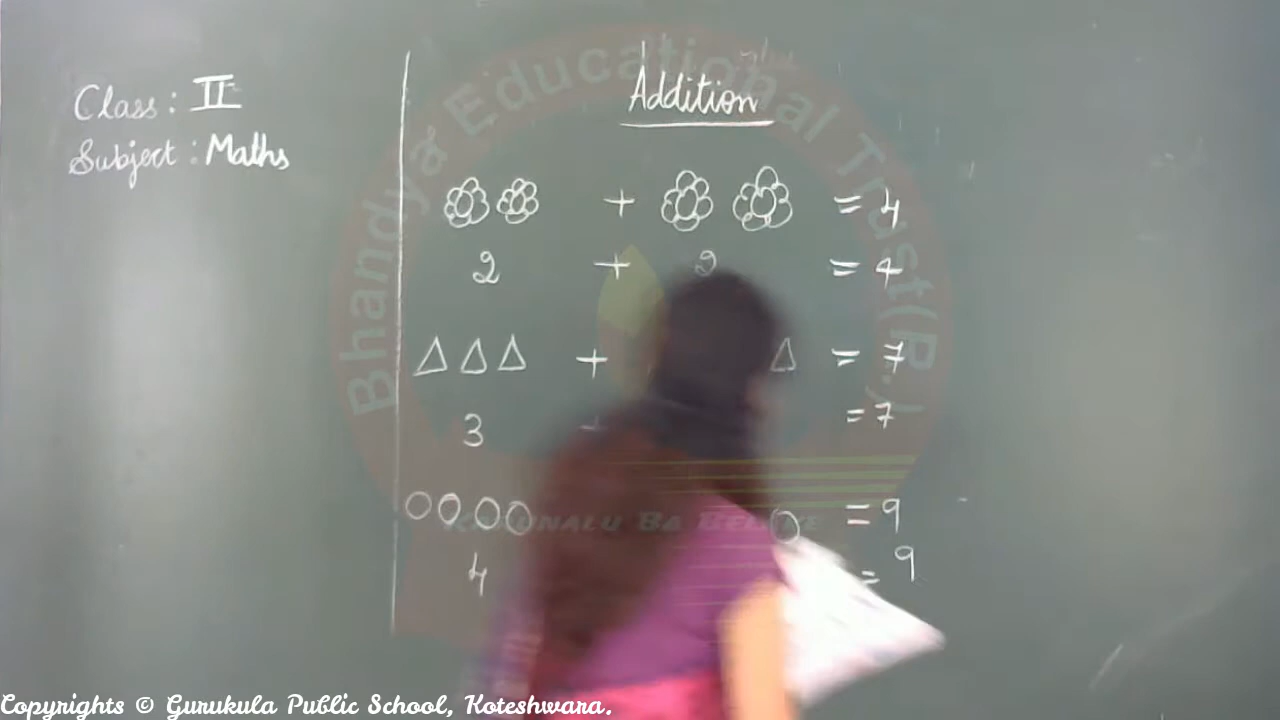 Class : II
Subject : Maths
Addition
+ = 4
2 + 2 = 4
+ = 7
3 = 7
= 9
4 = 9
Bhandya Educational Trust(R.)
Copyrights © Gurukula Public School, Koteshwara.